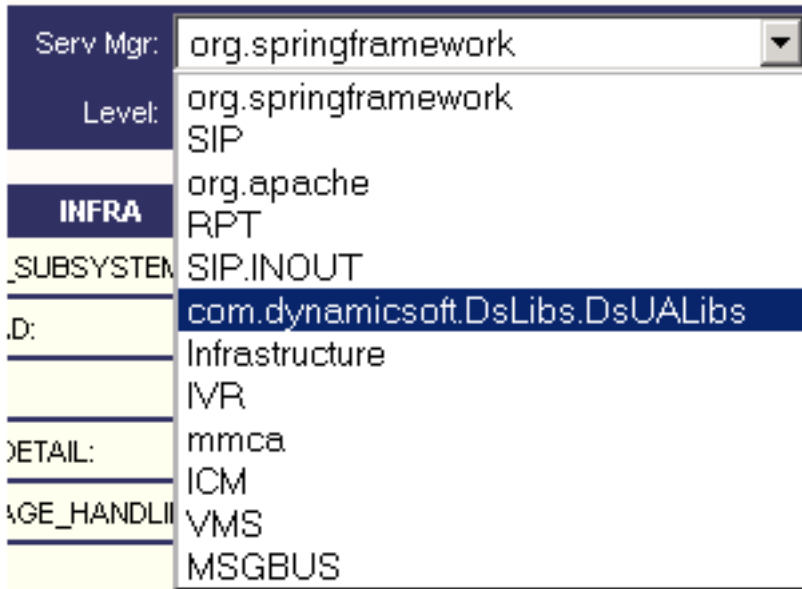 Serv Mgr: org.springframework
Level: org.springframework
SIP
org.apache
INFRA RPT
_SUBSYSTEM SIP.INOUT
com.dynamicsoft.DsLibs.DsUALibs
.D:
Infrastructure
IVR
DETAIL: mmca
ICM
AGE_HANDLI VMS
MSGBUS